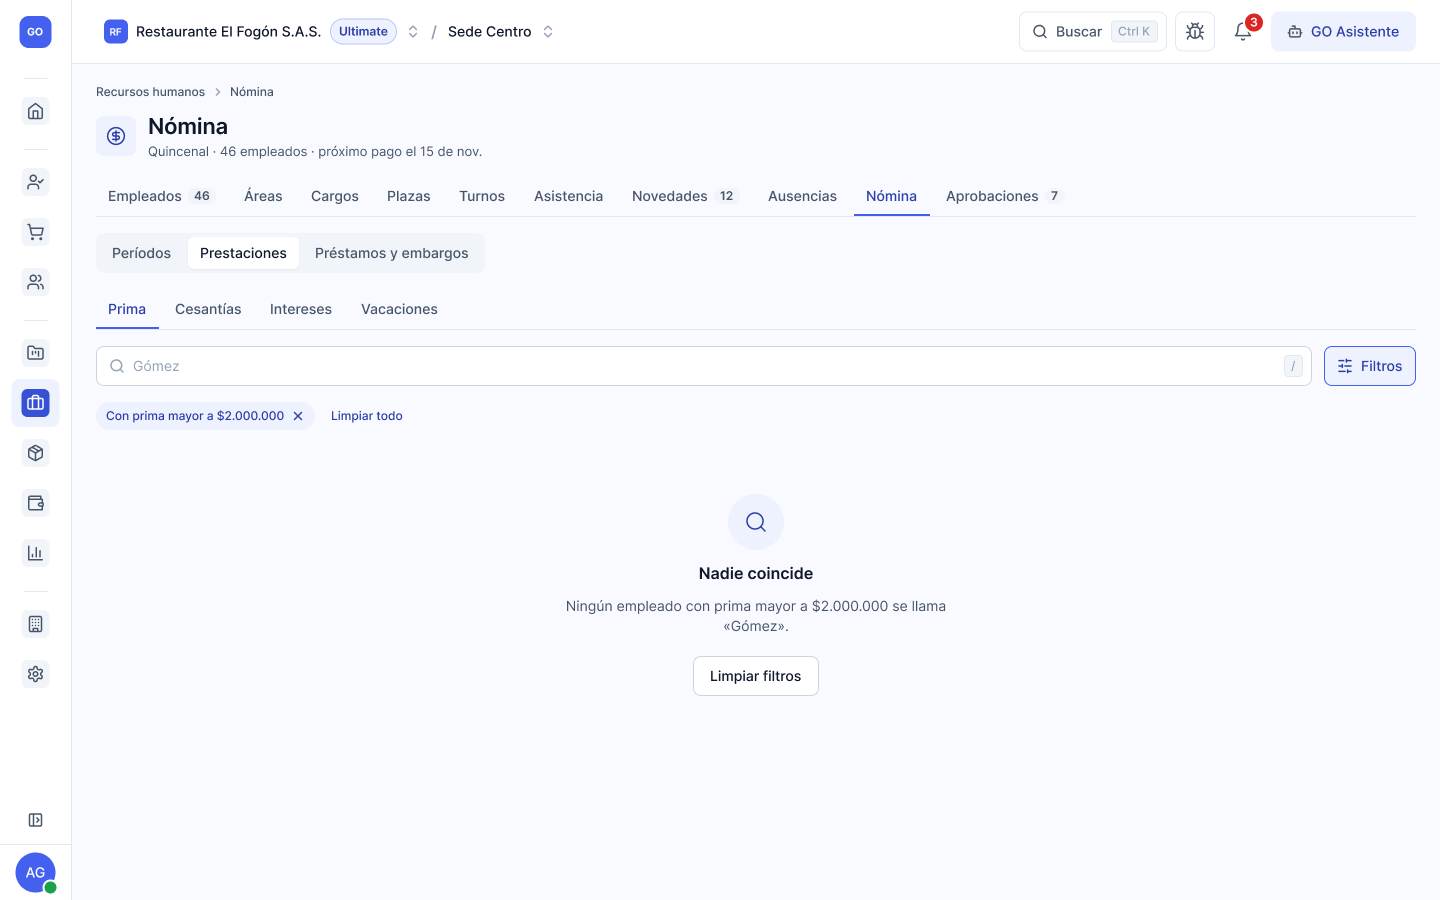 GO
RF Restaurante El Fogón S.A.S. Ultimate / Sede Centro
Buscar Ctrl K
3
GO Asistente
Recursos humanos Nómina
Nómina
Quincenal · 46 empleados · próximo pago el 15 de nov.
Empleados 46 Áreas Cargos Plazas Turnos Asistencia Novedades 12 Ausencias Nómina Aprobaciones 7
Períodos Prestaciones Préstamos y embargos
Prima Cesantías Intereses Vacaciones
Gómez /
Filtros
Con prima mayor a $2.000.000 Limpiar todo
Nadie coincide
Ningún empleado con prima mayor a $2.000.000 se llama
«Gómez».
Limpiar filtros
AG